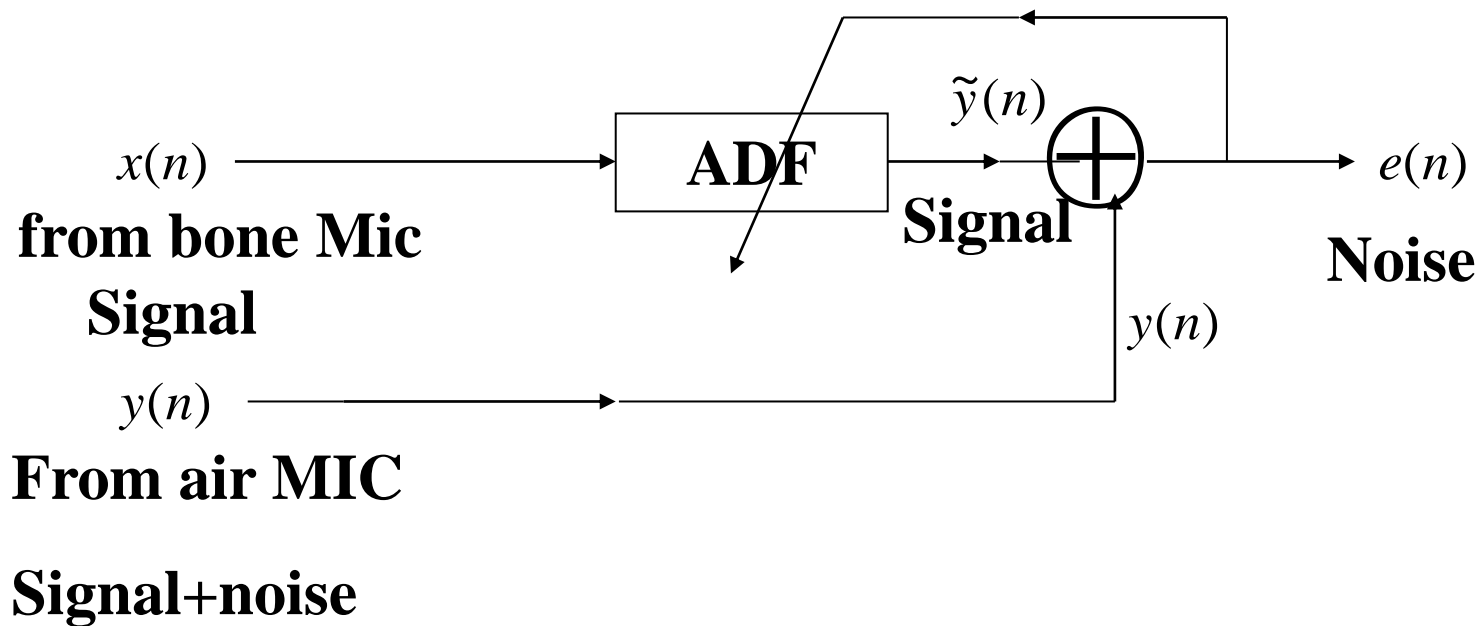 ỹ(n)
x(n)
ADF
e(n)
from bone Mic
Signal
Signal
Noise
y(n)
y(n)
From air MIC
Signal+noise